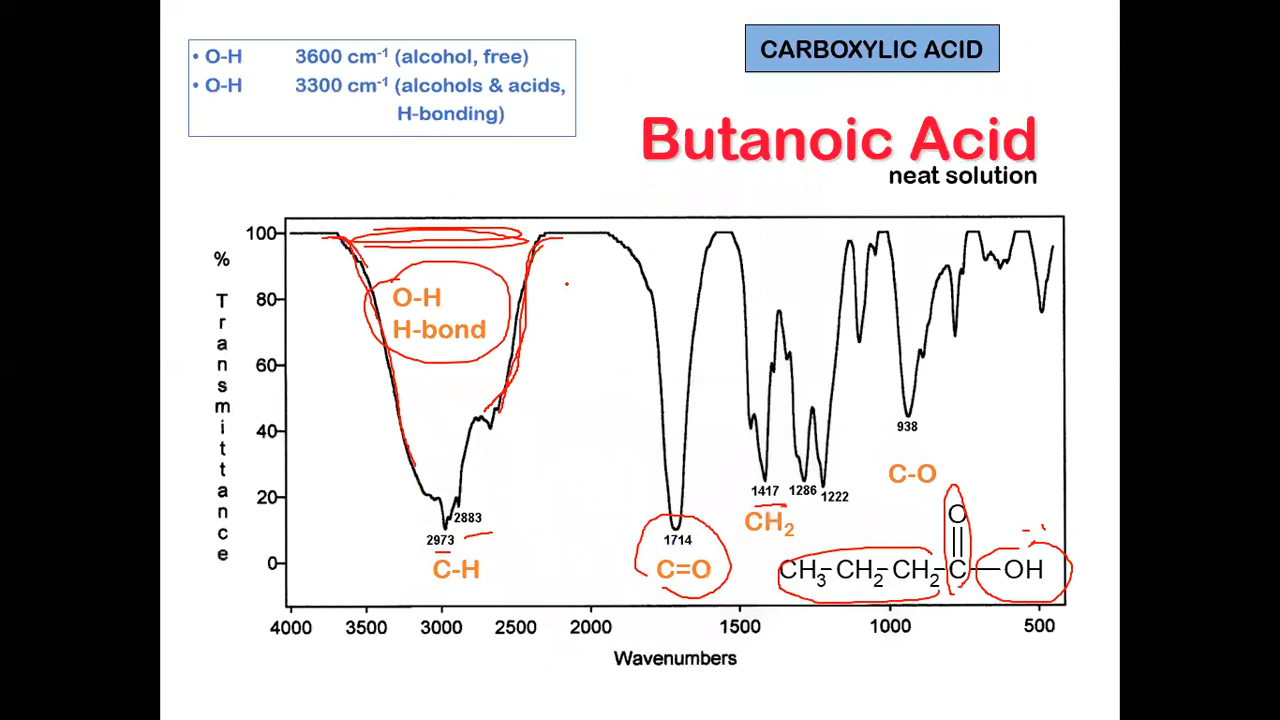 CARBOXYLIC ACID
• O-H 3600 cm-1 (alcohol, free)
• O-H 3300 cm-1 (alcohols & acids,
H-bonding)
Butanoic Acid
neat solution
% Transmittance
100
80
60
40
20
0
O-H
H-bond
2883
2973
C-H
1714
C=O
1417
1286
1222
CH2
938
C-O
O
CH3-CH2-CH2-C-OH
4000 3500 3000 2500 2000 1500 1000 500
Wavenumbers